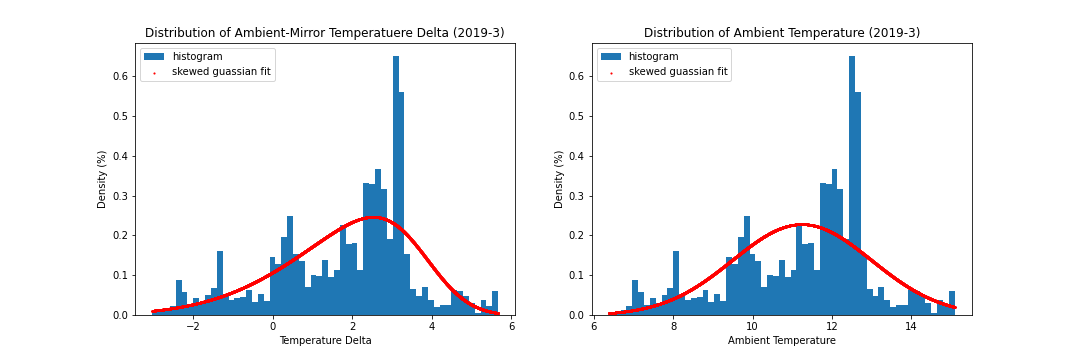 Distribution of Ambient-Mirror Temperatuere Delta (2019-3)
histogram
skewed guassian fit
Density (%)
0.6
0.5
0.4
0.3
0.2
0.1
0.0
−2
0
2
4
6
Temperature Delta
Distribution of Ambient Temperature (2019-3)
histogram
skewed guassian fit
Density (%)
0.6
0.5
0.4
0.3
0.2
0.1
0.0
6
8
10
12
14
Ambient Temperature